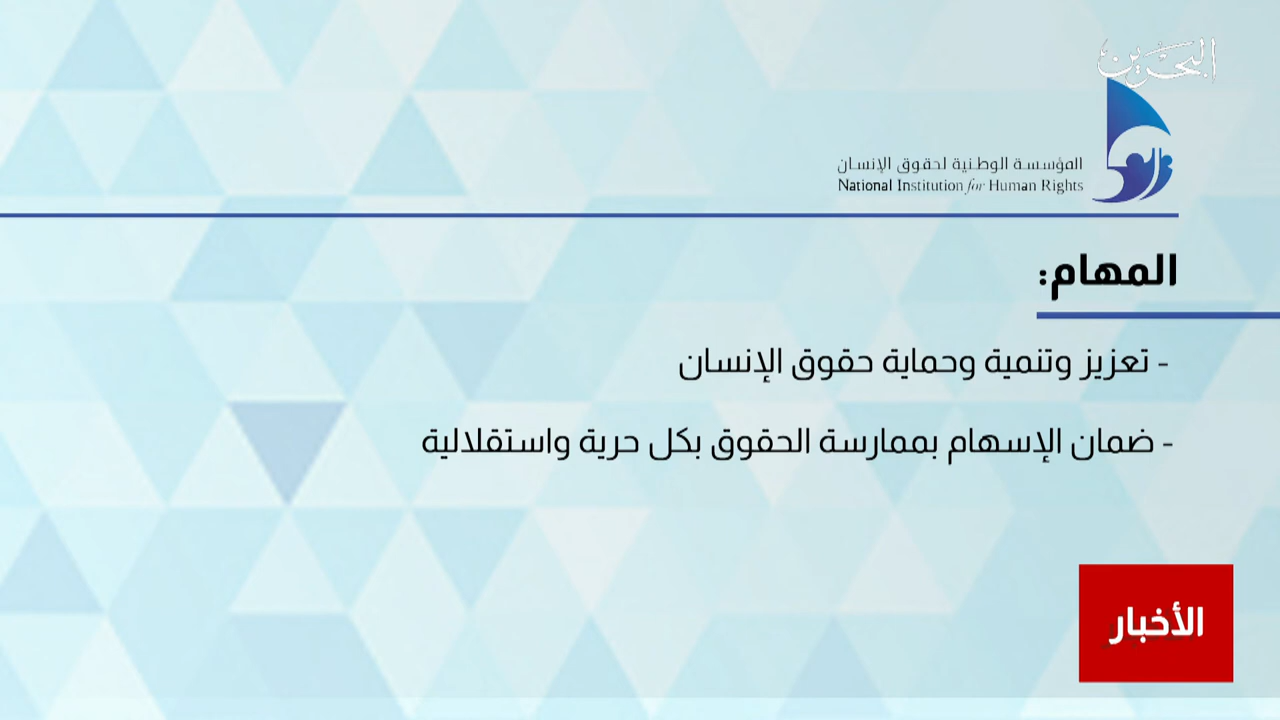 البحرين
المؤسسة الوطنية لحقوق الإنسان
National Institution for Human Rights
المهام:
- تعزيز وتنمية وحماية حقوق الإنسان
- ضمان الإسهام بممارسة الحقوق بكل حرية واستقلالية
الأخبار